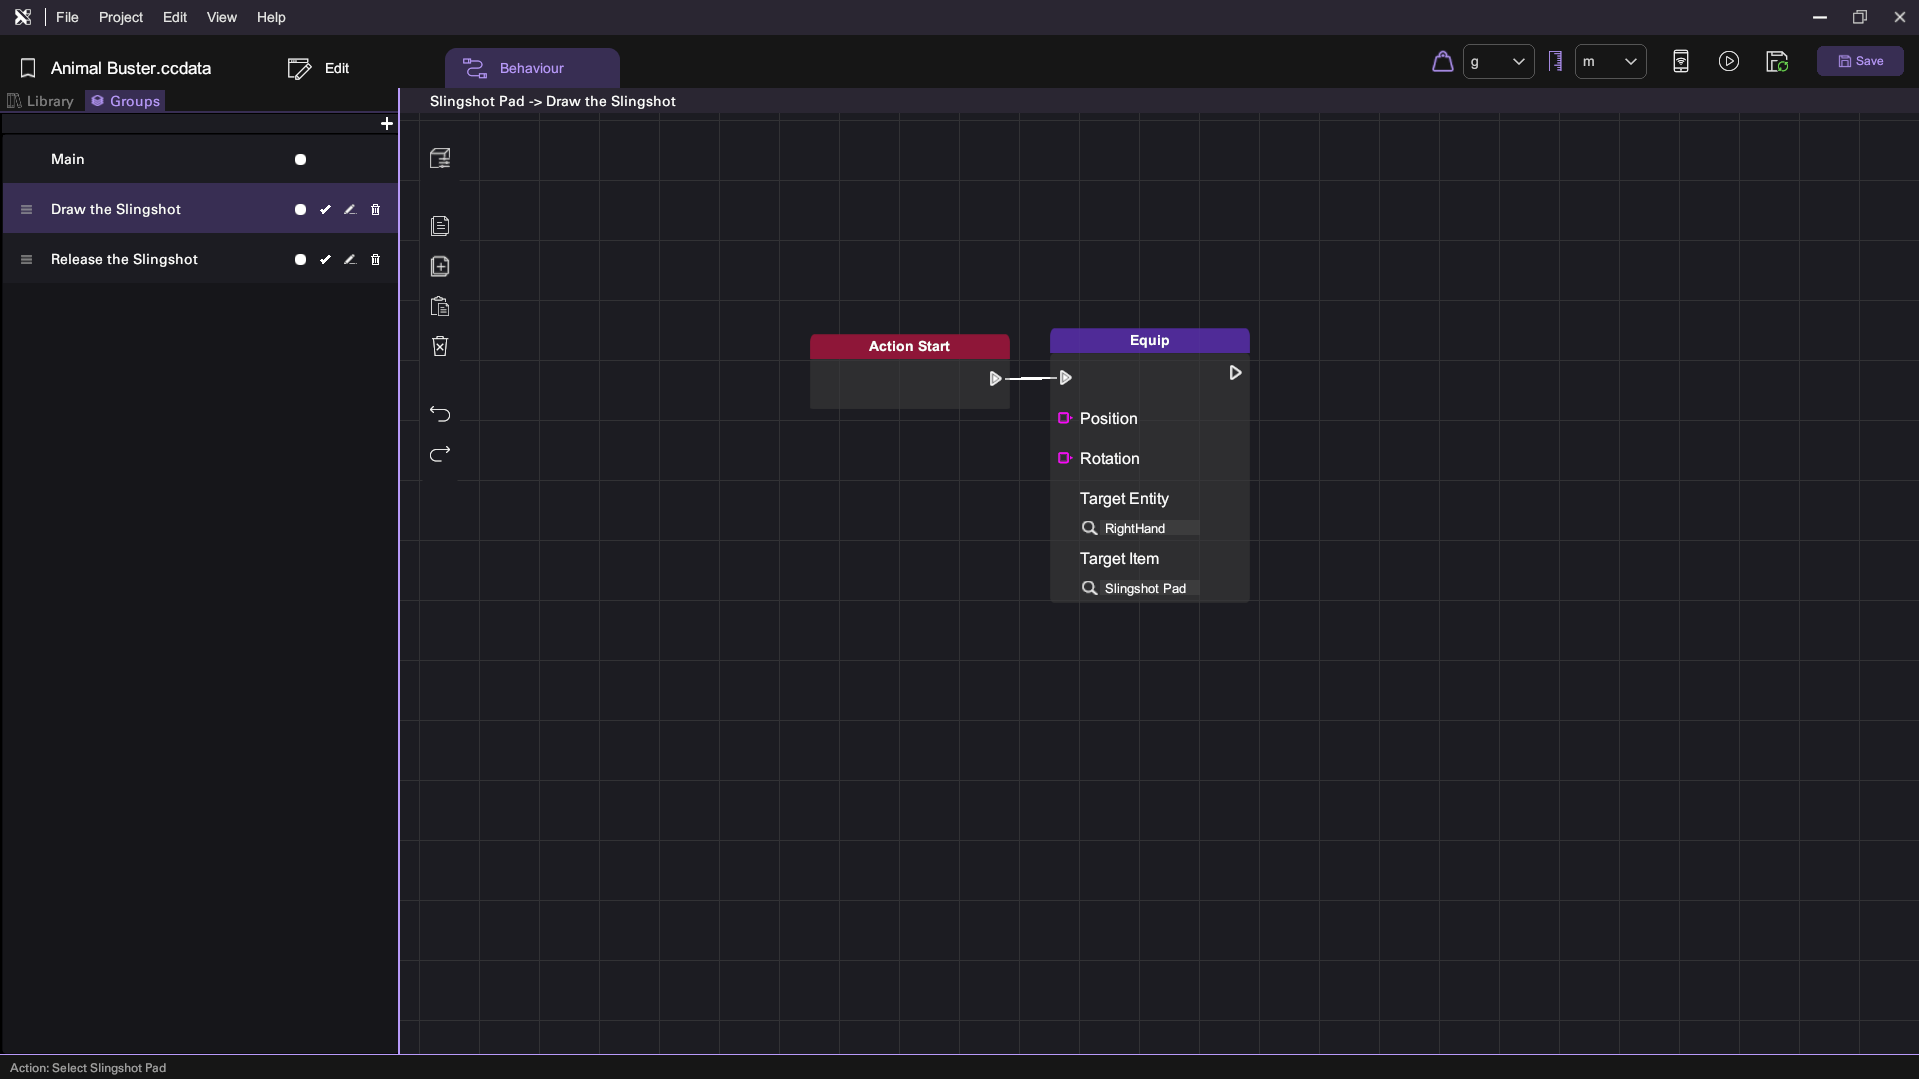 File Project Edit View Help
Animal Buster.ccdata Edit Behaviour g m Save
Library Groups
Slingshot Pad -> Draw the Slingshot
Main
Draw the Slingshot
Release the Slingshot
Action Start
Equip
Position
Rotation
Target Entity
RightHand
Target Item
Slingshot Pad
Action: Select Slingshot Pad